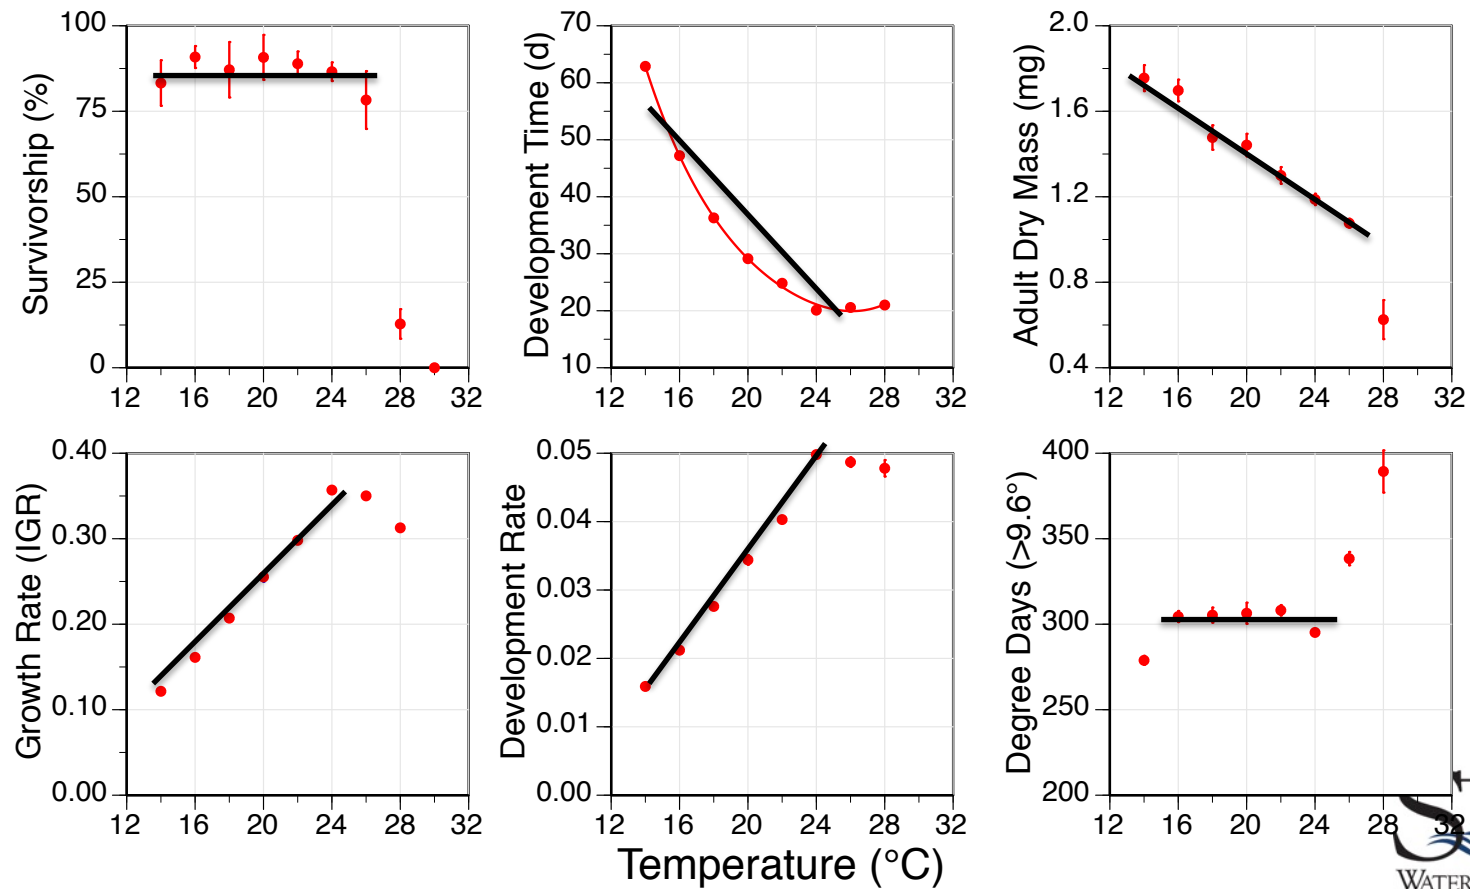 Survivorship (%)
100
75
50
25
0
12 16 20 24 28 32
Development Time (d)
70
60
50
40
30
20
10
12 16 20 24 28 32
Adult Dry Mass (mg)
2.0
1.6
1.2
0.8
0.4
12 16 20 24 28 32
Growth Rate (IGR)
0.40
0.30
0.20
0.10
0.00
12 16 20 24 28 32
Development Rate
0.05
0.04
0.03
0.02
0.01
0.00
12 16 20 24 28 32
Degree Days (>9.6°)
400
350
300
250
200
12 16 20 24 28 32
Temperature (°C)
WATER